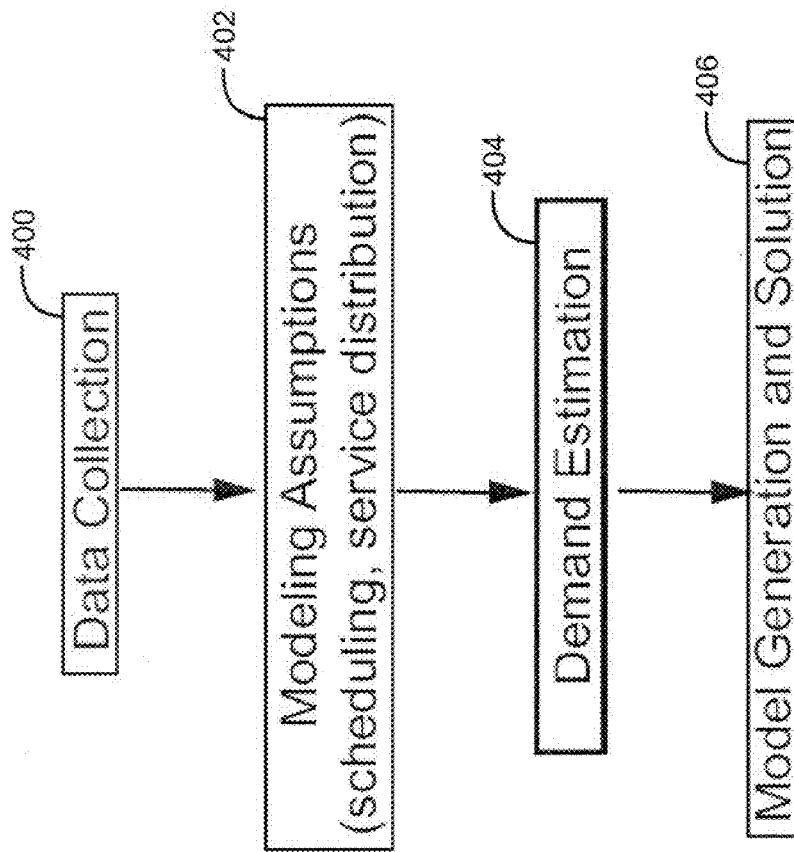 400
Data Collection
402
Modeling Assumptions
(scheduling, service distribution)
404
Demand Estimation
406
Model Generation and Solution